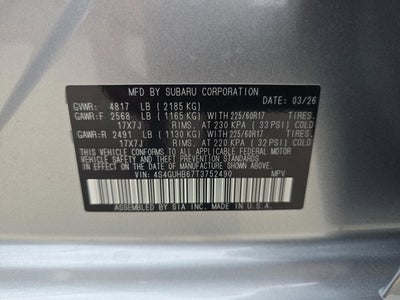 MFD BY SUBARU CORPORATION
GVWR: 4817 LB (2185 KG) DATE: 03/26
GAWR:F 2568 LB (1165 KG) WITH 225/60R17 TIRES.
17X7J RIMS. AT 230 KPA (33 PSI) COLD
GAWR:R 2491 LB (1130 KG) WITH 225/60R17 TIRES.
17X7J RIMS. AT 220 KPA (32 PSI) COLD
THIS VEHICLE CONFORMS TO ALL APPLICABLE U.S.
FEDERAL MOTOR VEHICLE SAFETY STANDARDS IN
EFFECT ON THE DATE OF MANUFACTURE SHOWN ABOVE.
VIN: 4S4GUHB67T3752490 MPV
ASSEMBLED BY SIA INC. MADE IN U.S.A.